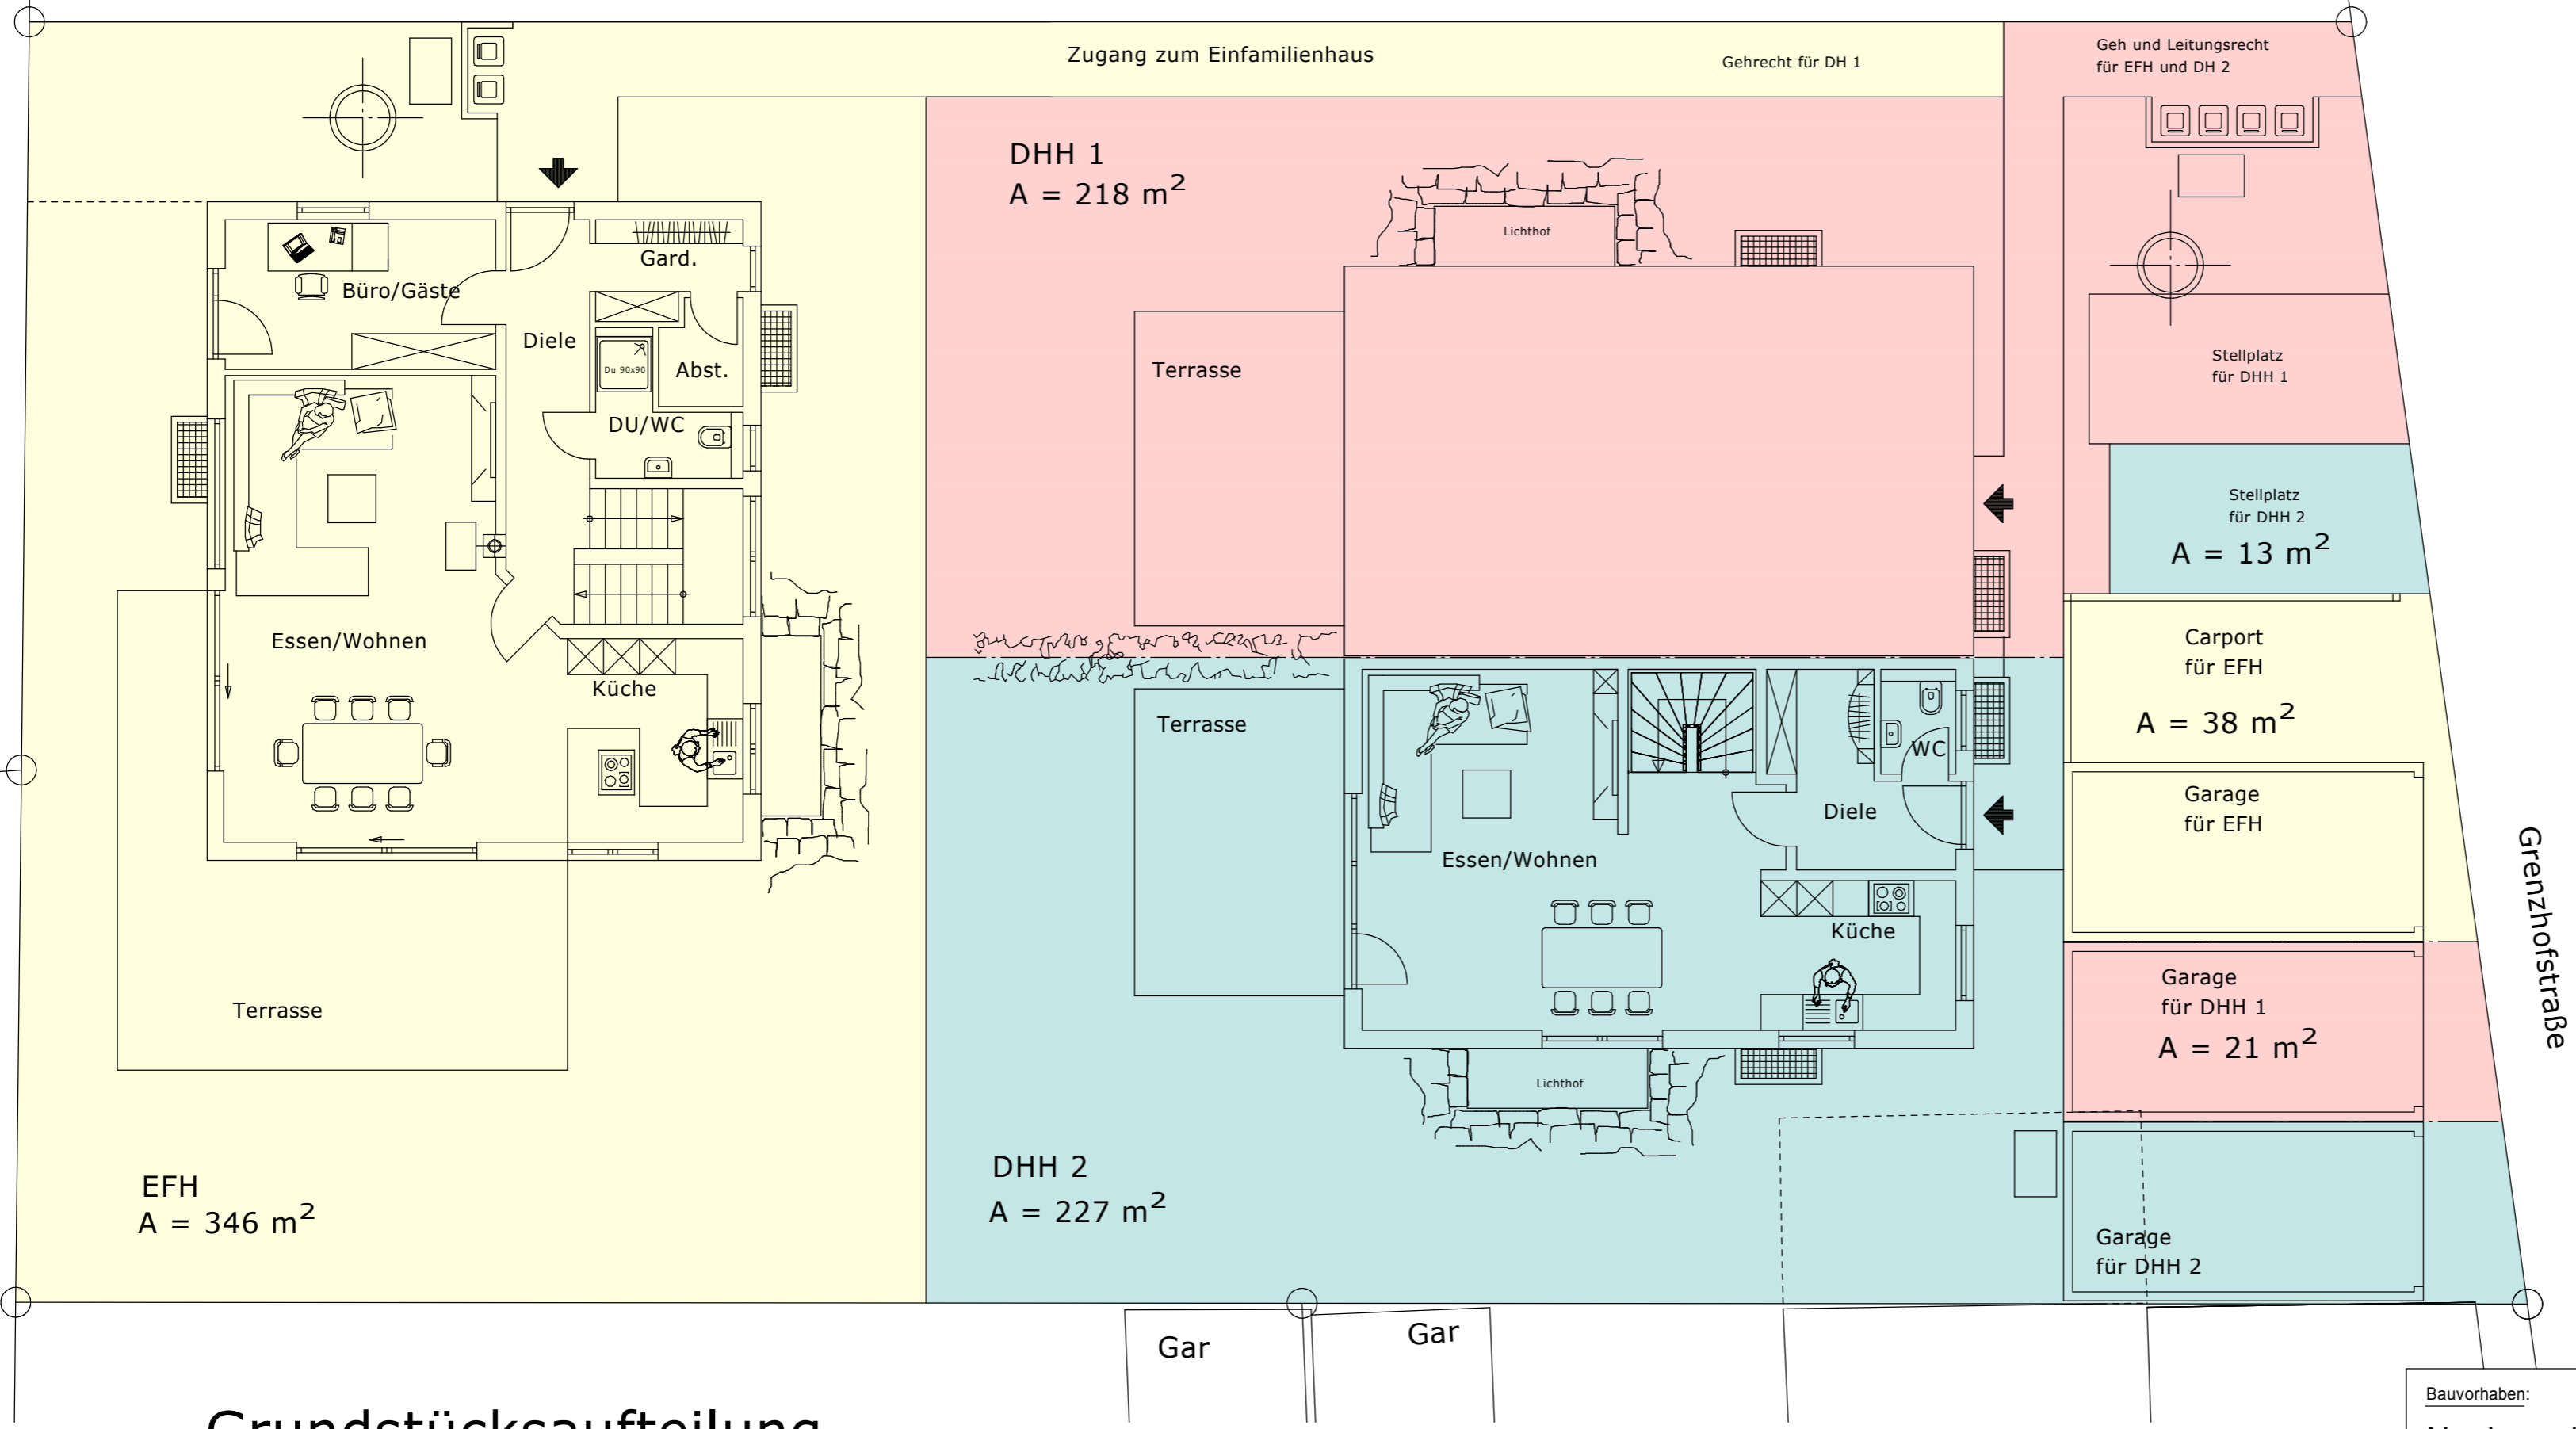 Zugang zum Einfamilienhaus
Gehrecht für DH 1
Geh und Leitungsrecht
für EFH und DH 2
DHH 1
A = 218 m²
Lichthof
Gard.
Büro/Gäste
Diele
Du 90x90
Abst.
DU/WC
Terrasse
Stellplatz
für DHH 1
Stellplatz
für DHH 2
A = 13 m²
Essen/Wohnen
Küche
Terrasse
Carport
für EFH
A = 38 m²
WC
Diele
Garage
für EFH
Essen/Wohnen
Küche
Grenzhofstraße
Terrasse
Garage
für DHH 1
A = 21 m²
Lichthof
EFH
A = 346 m²
DHH 2
A = 227 m²
Garage
für DHH 2
Gar
Gar
Grundstücksaufteilung
Bauvorhaben: